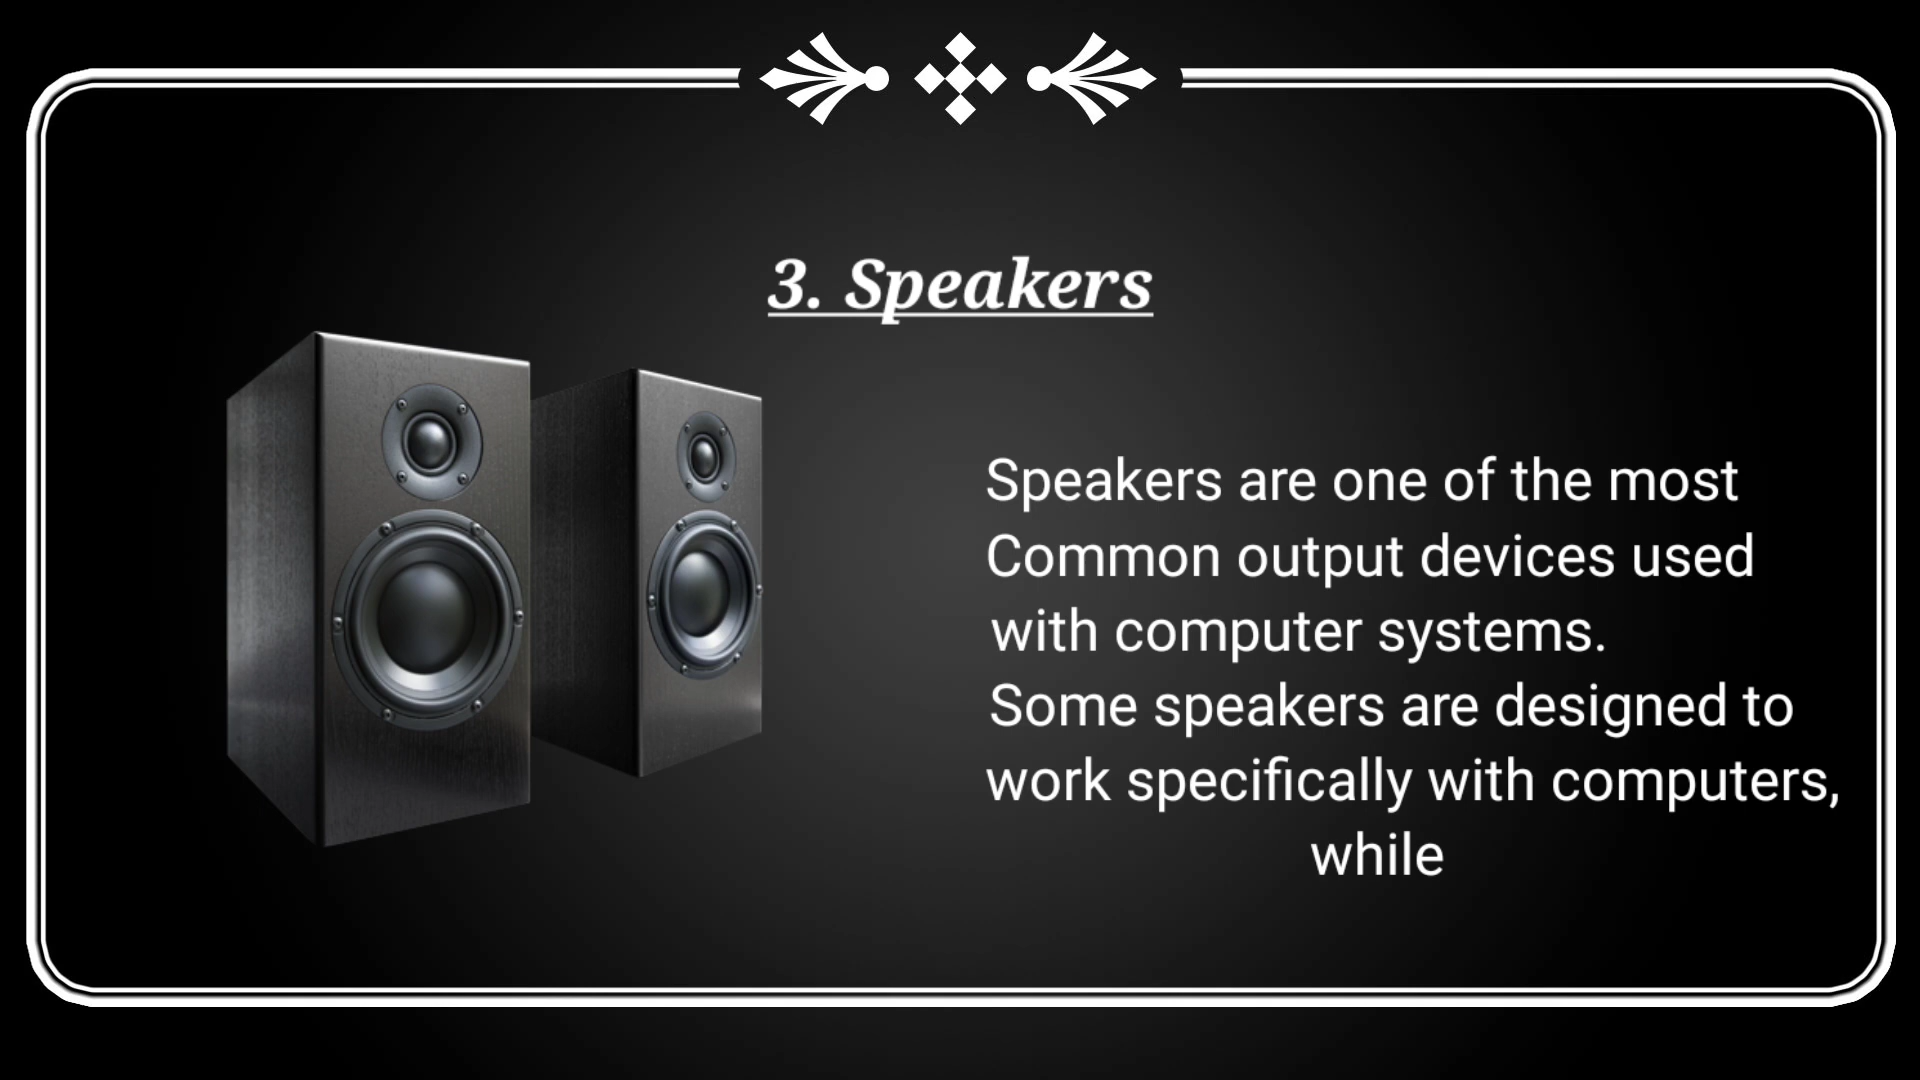 3. Speakers
Speakers are one of the most
Common output devices used
with computer systems.
Some speakers are designed to
work specifically with computers,
while